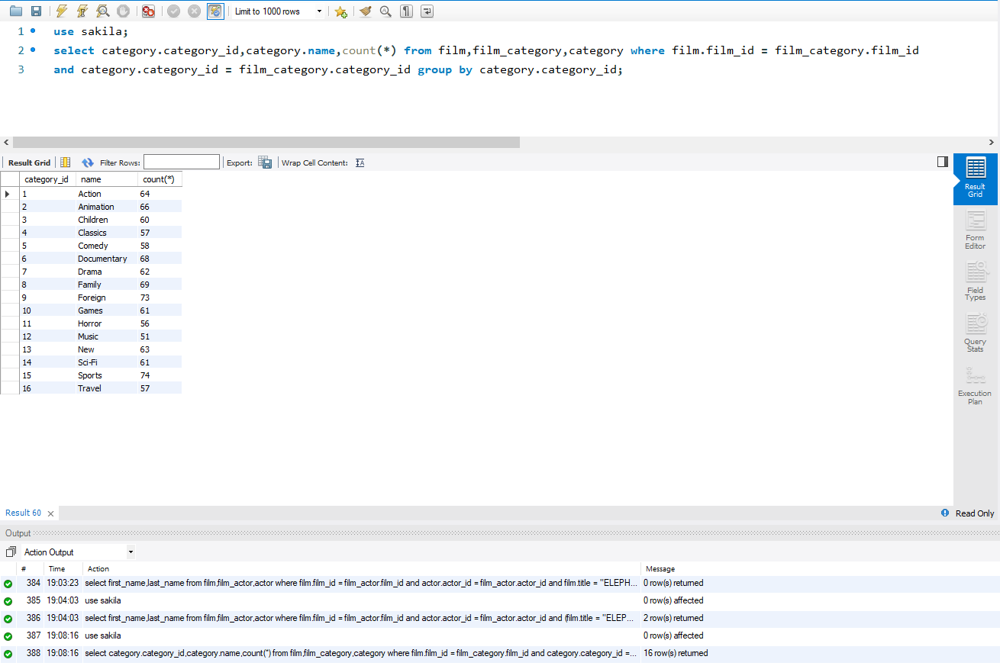 Limit to 1000 rows
1 use sakila;
2 select category.category_id,category.name,count(*) from film,film_category,category where film.film_id = film_category.film_id
3 and category.category_id = film_category.category_id group by category.category_id;
Result Grid Filter Rows: Export: Wrap Cell Content:
category_id name count(*)
1 Action 64
2 Animation 66
3 Children 60
4 Classics 57
5 Comedy 58
6 Documentary 68
7 Drama 62
8 Family 69
9 Foreign 73
10 Games 61
11 Horror 56
12 Music 51
13 New 63
14 Sci-Fi 61
15 Sports 74
16 Travel 57
Result
Grid
Form
Editor
Field
Types
Query
Stats
Execution
Plan
Result 60 Read Only
Output
Action Output
# Time Action Message
384 19:03:23 select first_name,last_name from film,film_actor,actor where film.film_id = film_actor.film_id and actor.actor_id = film_actor.actor_id and film.title = "ELEPH... 0 row(s) returned
385 19:04:03 use sakila 0 row(s) affected
386 19:04:03 select first_name,last_name from film,film_actor,actor where film.film_id = film_actor.film_id and actor.actor_id = film_actor.actor_id and (film.title = "ELEP... 2 row(s) returned
387 19:08:16 use sakila 0 row(s) affected
388 19:08:16 select category.category_id,category.name,count(*) from film,film_category,category where film.film_id = film_category.film_id and category.category_id =... 16 row(s) returned